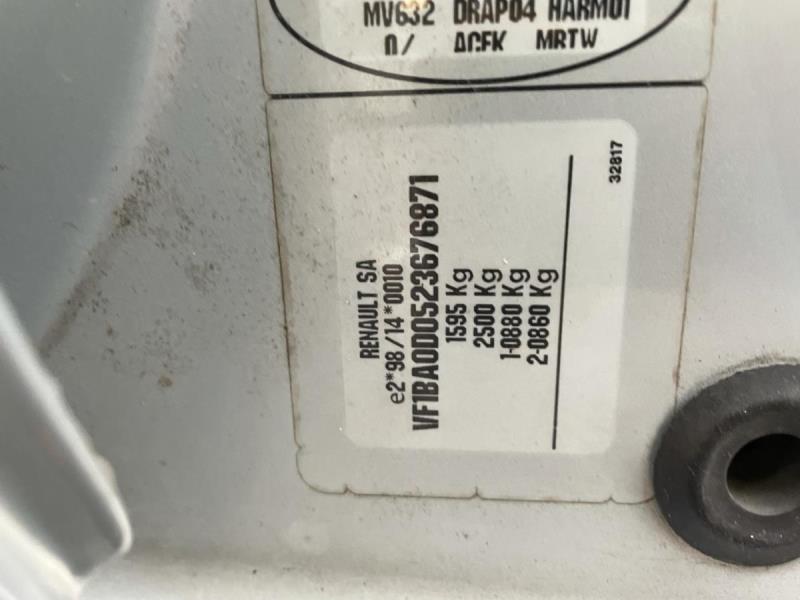 MV632 DRAP04 HARM01
0/ ACFK MRTW
RENAULT SA
e2*98/14*0010
VF1BA0D0523676871
1595 Kg
2500 Kg
1-0880 Kg
2-0860 Kg
32817